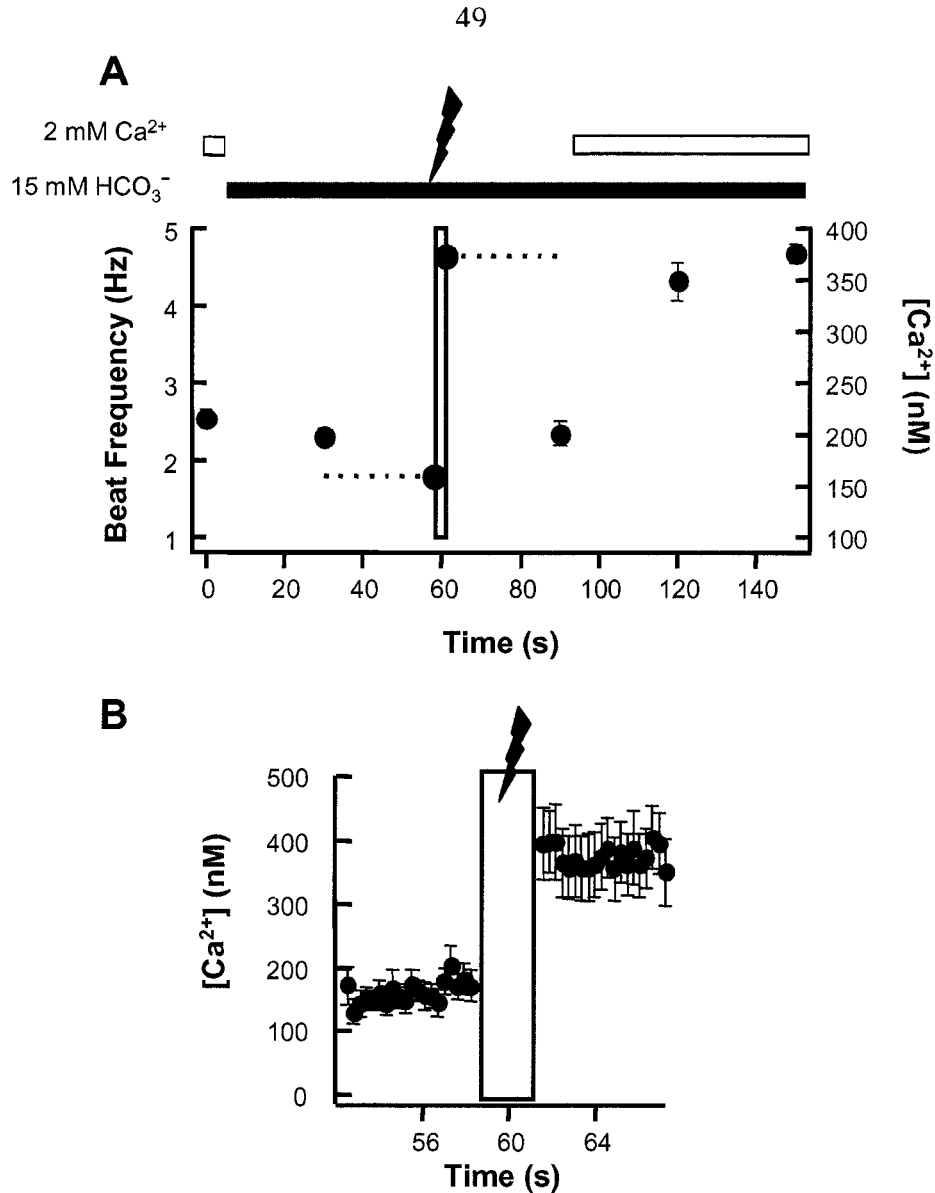 49
A
2 mM Ca²⁺
15 mM HCO₃⁻
5
4
3
2
1
Beat Frequency (Hz)
400
350
300
250
200
150
100
[Ca²⁺] (nM)
0 20 40 60 80 100 120 140
Time (s)
B
500
400
300
200
100
0
[Ca²⁺] (nM)
56 60 64
Time (s)